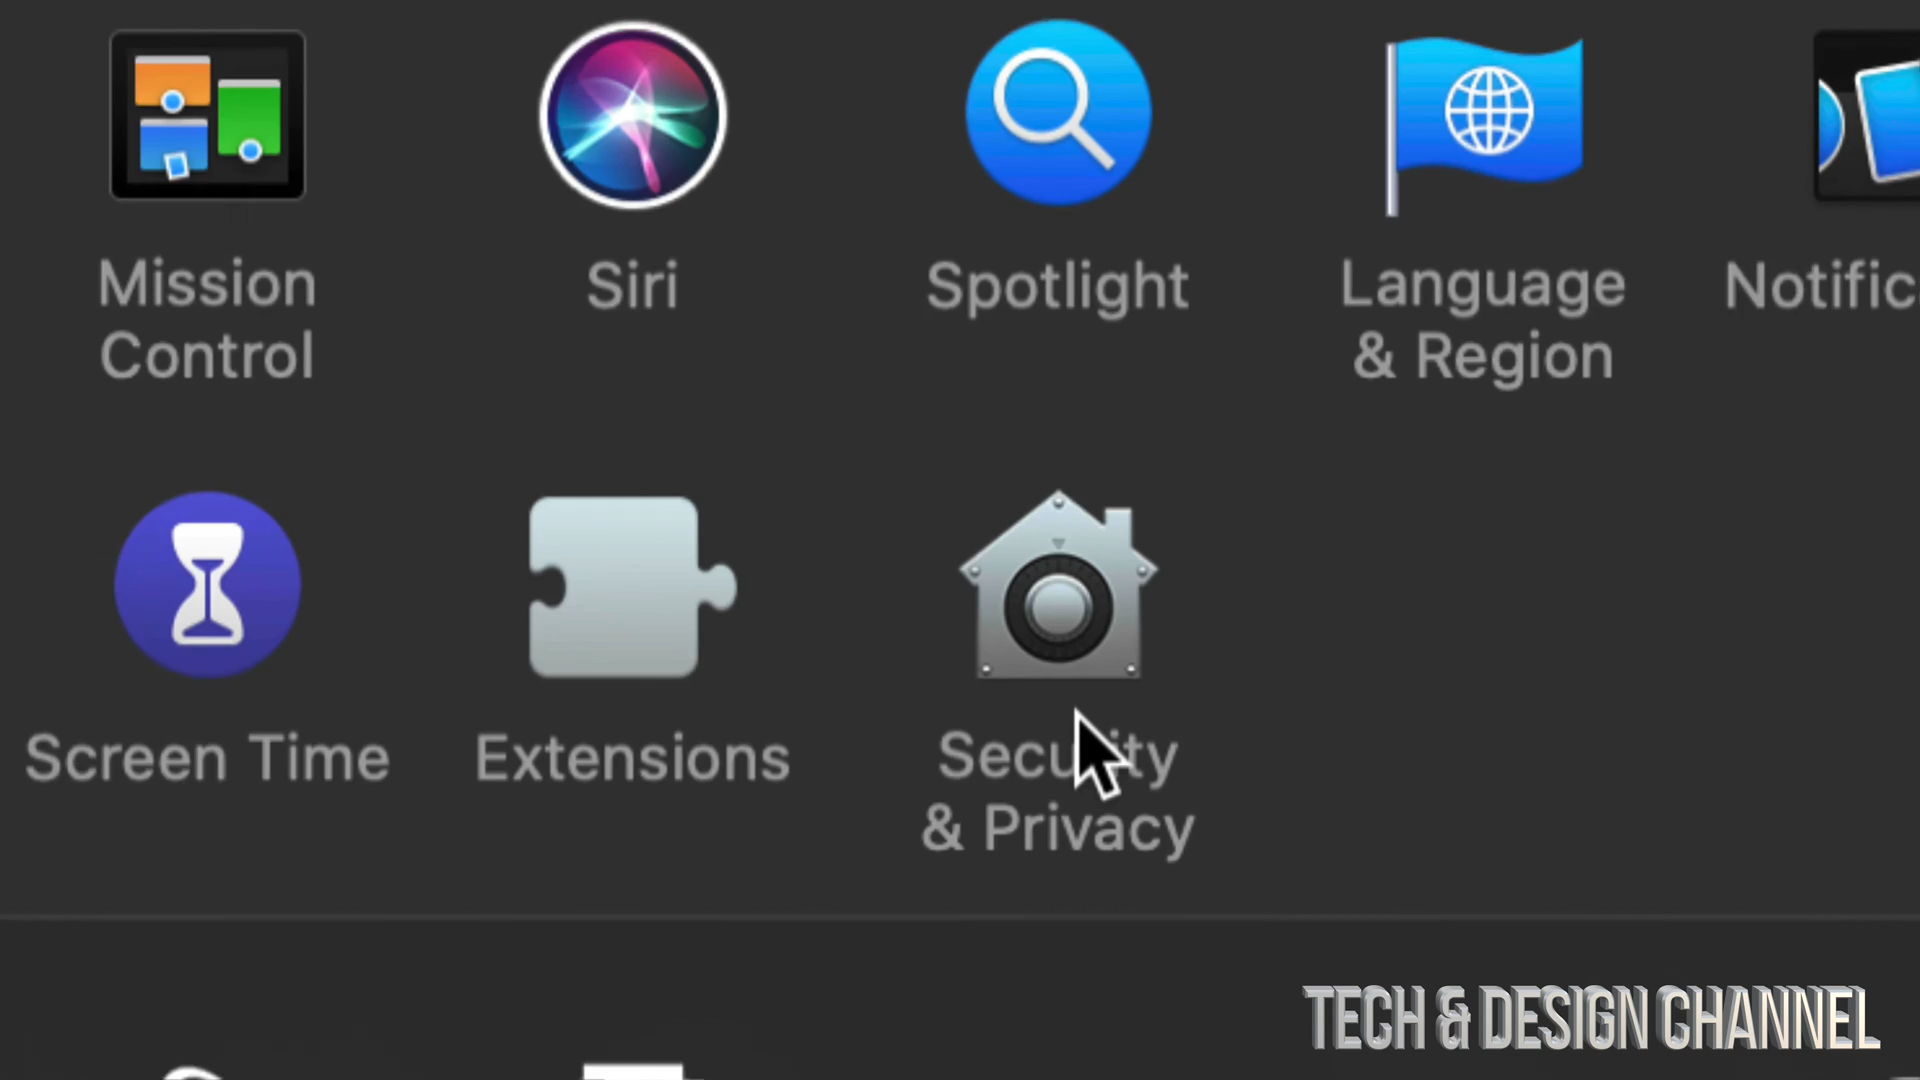 Mission
Control
Siri
Spotlight
Language
& Region
Notific
Screen Time
Extensions
Security
& Privacy
TECH & DESIGN CHANNEL